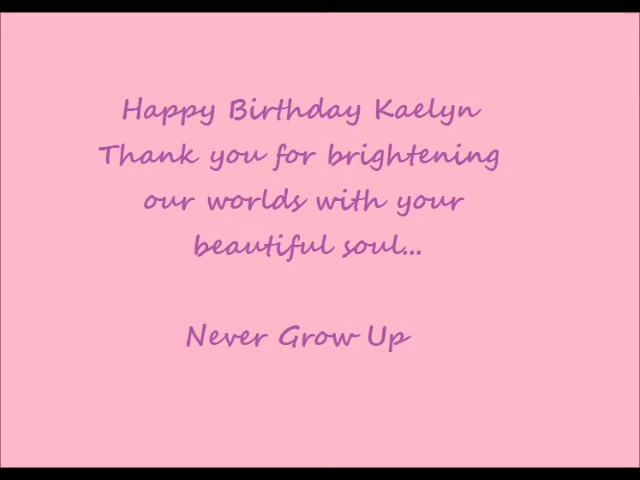 Happy Birthday Kaelyn
Thank you for brightening
our worlds with your
beautiful soul...
Never Grow Up